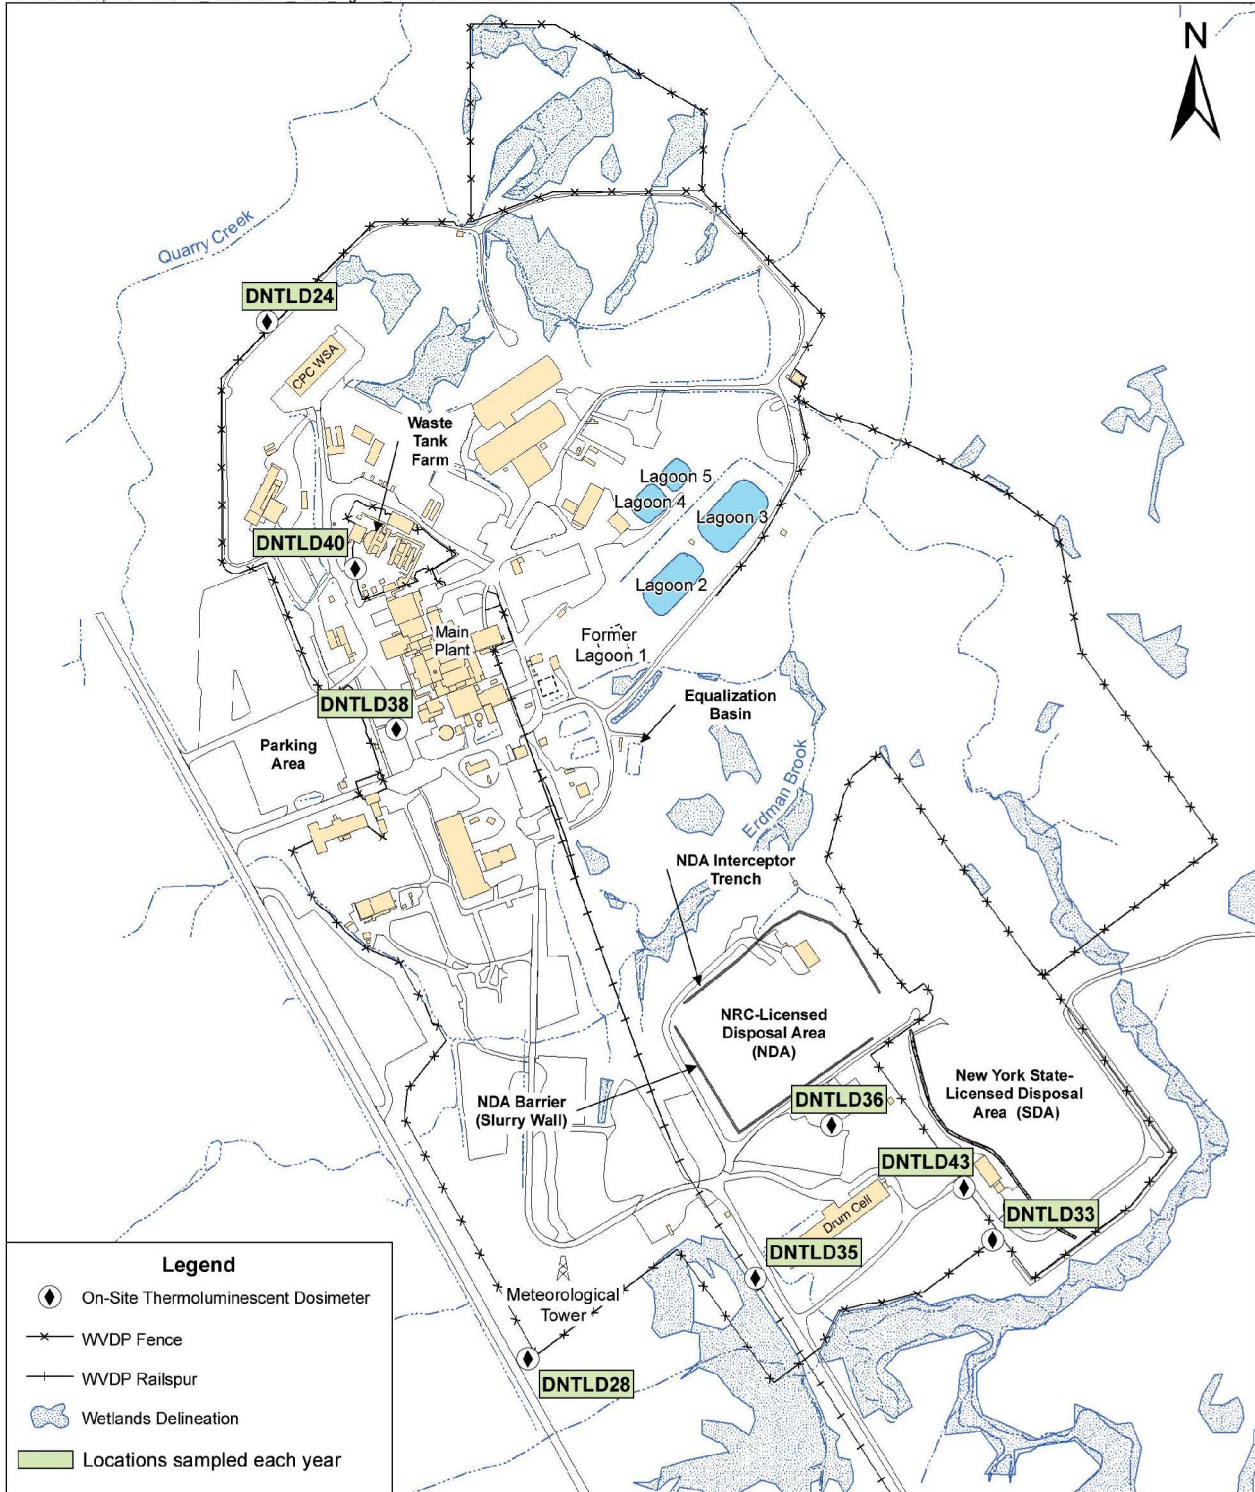 N
Quarry Creek
DNTLD24
CPC WSA
Waste
Tank
Farm
Lagoon 5
Lagoon 4
Lagoon 3
DNTLD40
Lagoon 2
Main
Plant
Former
Lagoon 1
DNTLD38
Equalization
Basin
Parking
Area
Erdman Brook
NDA Interceptor
Trench
NRC-Licensed
Disposal Area
(NDA)
New York State-
Licensed Disposal
Area (SDA)
NDA Barrier
(Slurry Wall)
DNTLD36
DNTLD43
Drum Cell
DNTLD33
DNTLD35
Meteorological
Tower
DNTLD28
Legend
On-Site Thermoluminescent Dosimeter
WVDP Fence
WVDP Railspur
Wetlands Delineation
Locations sampled each year